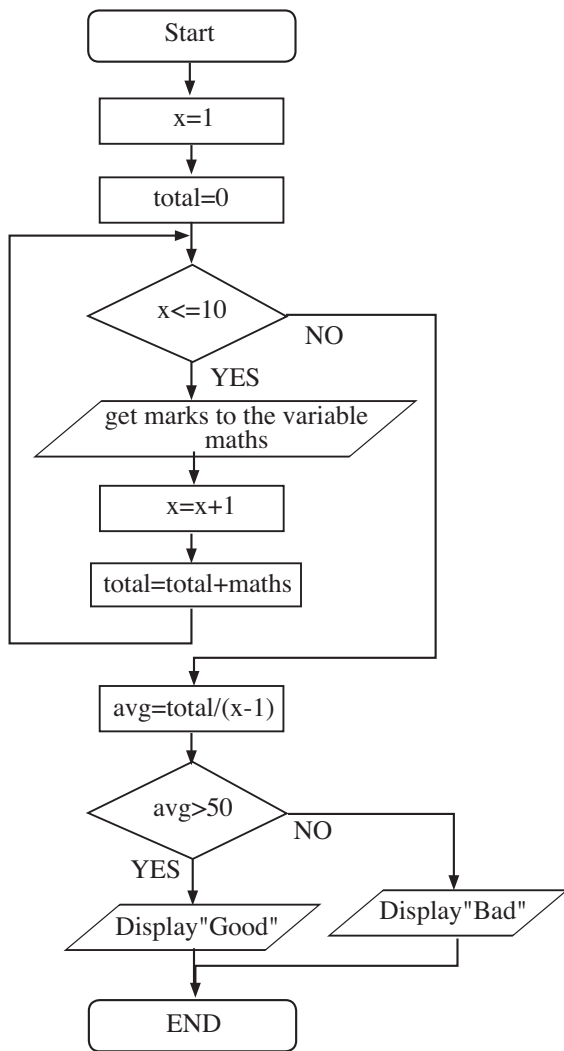 Start
x=1
total=0
x<=10
NO
YES
get marks to the variable
maths
x=x+1
total=total+maths
avg=total/(x-1)
avg>50
NO
YES
Display"Good"
Display"Bad"
END